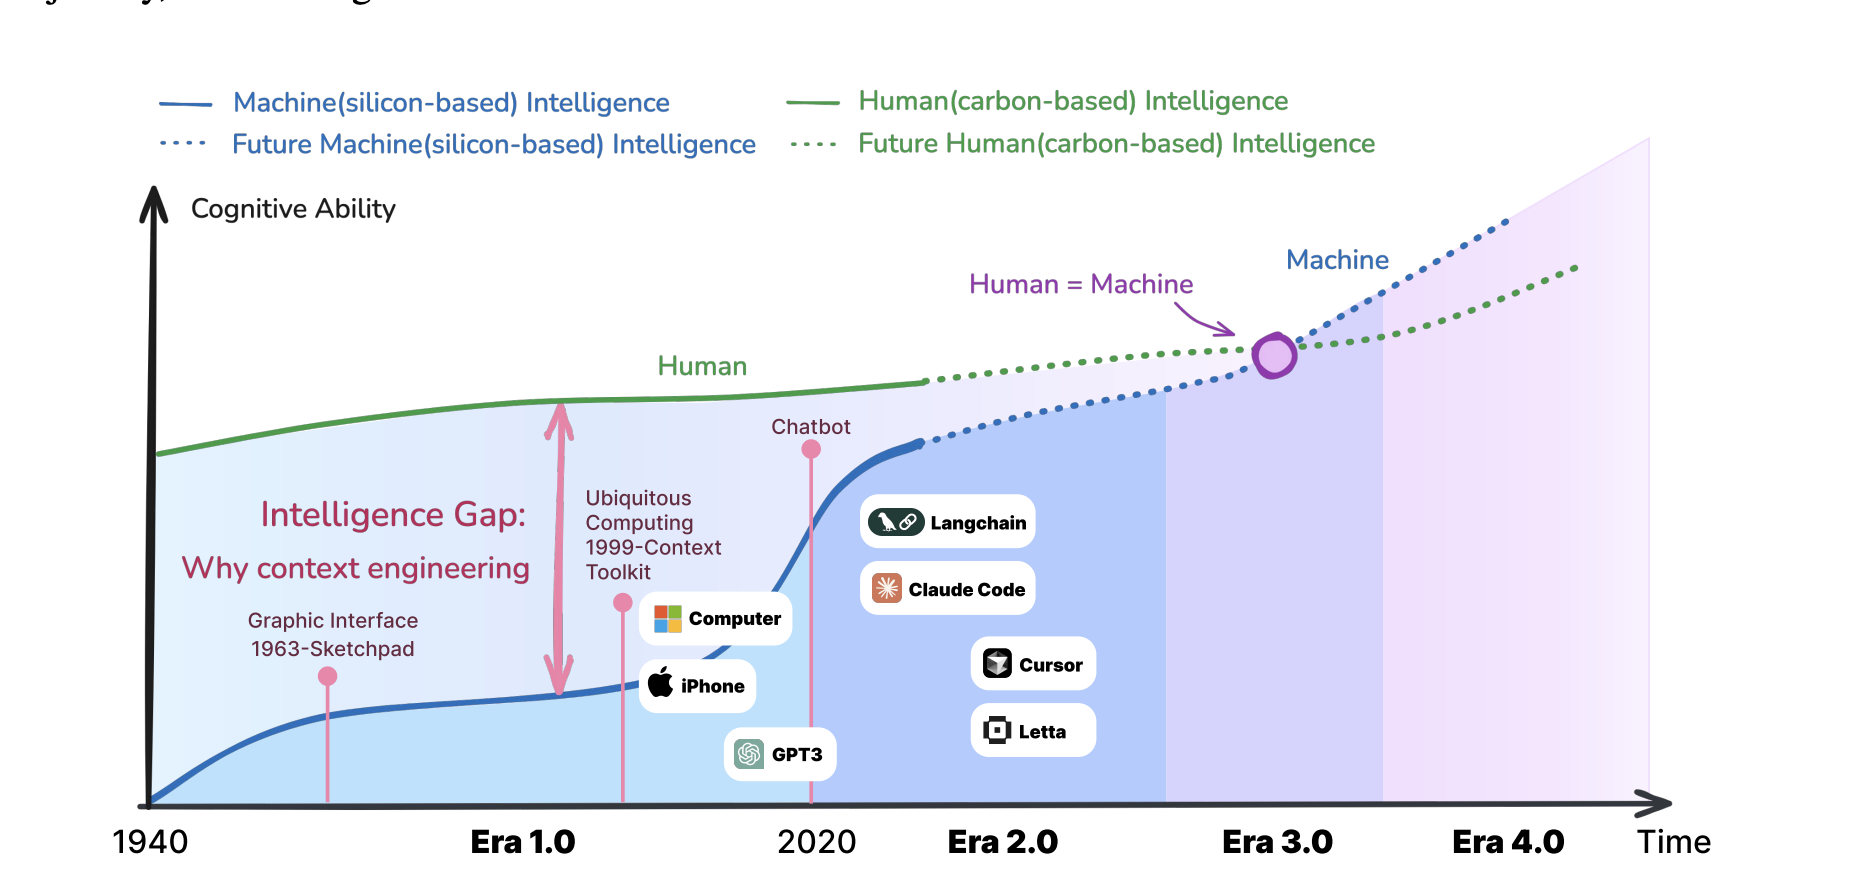 Machine(silicon-based) Intelligence
Human(carbon-based) Intelligence
Future Machine(silicon-based) Intelligence
Future Human(carbon-based) Intelligence
Cognitive Ability
Machine
Human = Machine
Human
Chatbot
Intelligence Gap:
Why context engineering
Ubiquitous
Computing
1999-Context
Toolkit
Graphic Interface
1963-Sketchpad
Langchain
Claude Code
Computer
iPhone
Cursor
Letta
GPT3
1940
Era 1.0
2020
Era 2.0
Era 3.0
Era 4.0
Time